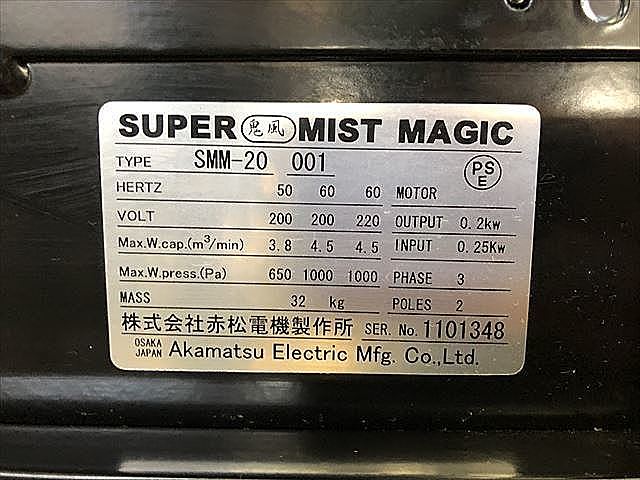 SUPER 鬼風 MIST MAGIC
TYPE SMM-20 001
PS E
HERTZ 50 60 60 MOTOR
VOLT 200 200 220 OUTPUT 0.2kw
Max.W.cap.(m³/min) 3.8 4.5 4.5 INPUT 0.25Kw
Max.W.press.(Pa) 650 1000 1000 PHASE 3
MASS 32 kg POLES 2
株式会社赤松電機製作所 SER. No. 1101348
OSAKA JAPAN Akamatsu Electric Mfg. Co.,Ltd.